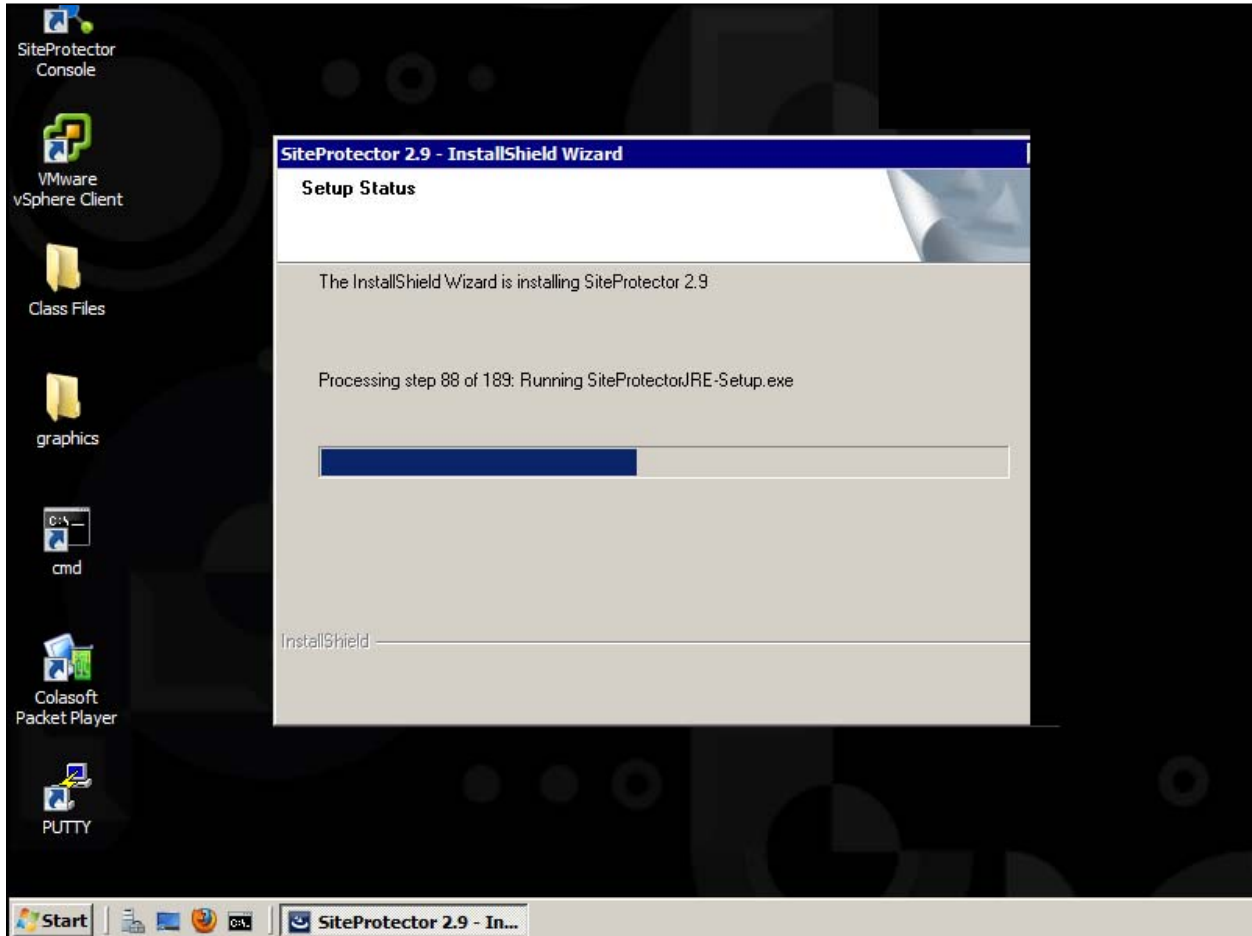 SiteProtector
Console
VMware
vSphere Client
Class Files
graphics
C:\
cmd
Colasoft
Packet Player
PUTTY
SiteProtector 2.9 - InstallShield Wizard
Setup Status
The InstallShield Wizard is installing SiteProtector 2.9
Processing step 88 of 189: Running SiteProtectorJRE-Setup.exe
InstallShield
Start
SiteProtector 2.9 - In...